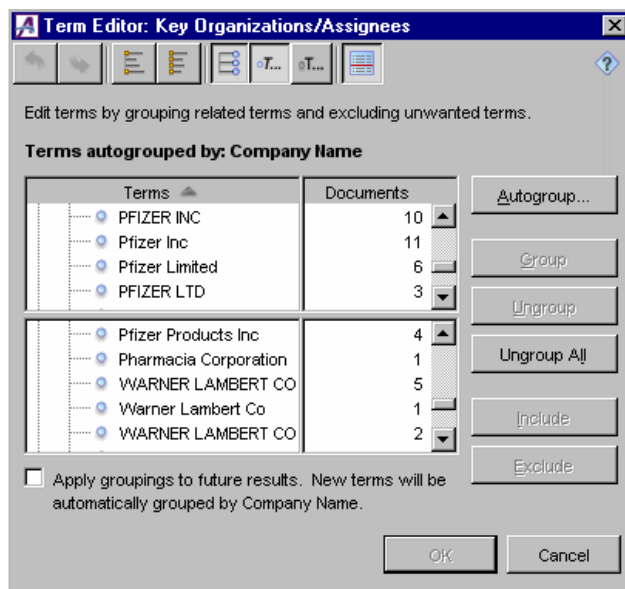 Term Editor: Key Organizations/Assignees
T... T...
Edit terms by grouping related terms and excluding unwanted terms.
Terms autogrouped by: Company Name
Terms Documents
PFIZER INC 10
Pfizer Inc 11
Pfizer Limited 6
PFIZER LTD 3
Pfizer Products Inc 4
Pharmacia Corporation 1
WARNER LAMBERT CO 5
Warner Lambert Co 1
WARNER LAMBERT CO 2
Autogroup...
Group
Ungroup
Ungroup All
Include
Exclude
Apply groupings to future results. New terms will be
automatically grouped by Company Name.
OK Cancel